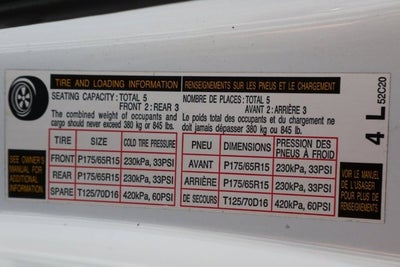 TIRE AND LOADING INFORMATION
SEATING CAPACITY: TOTAL 5
FRONT 2: REAR 3
The combined weight of occupants and
cargo should never exceed 380 kg or 845 lbs.
RENSEIGNEMENTS SUR LES PNEUS ET LE CHARGEMENT
NOMBRE DE PLACES: TOTAL 5
AVANT 2: ARRIÈRE 3
Le poids total des occupants et du chargement ne
doit jamais dépasser 380 kg ou 845 lb.
SEE OWNER'S
MANUAL FOR
ADDITIONAL
INFORMATION
TIRE SIZE COLD TIRE PRESSURE
FRONT P175/65R15 230kPa, 33PSI
REAR P175/65R15 230kPa, 33PSI
SPARE T125/70D16 420kPa, 60PSI
PNEU DIMENSIONS PRESSION DES
PNEUS À FROID
AVANT P175/65R15 230kPa, 33PSI
ARRIÈRE P175/65R15 230kPa, 33PSI
DE SECOURS T125/70D16 420kPa, 60PSI
VOIR LE MANUEL
DE L'USAGER
POUR PLUS DE
RENSEIGNEMENTS
4 L 52C20